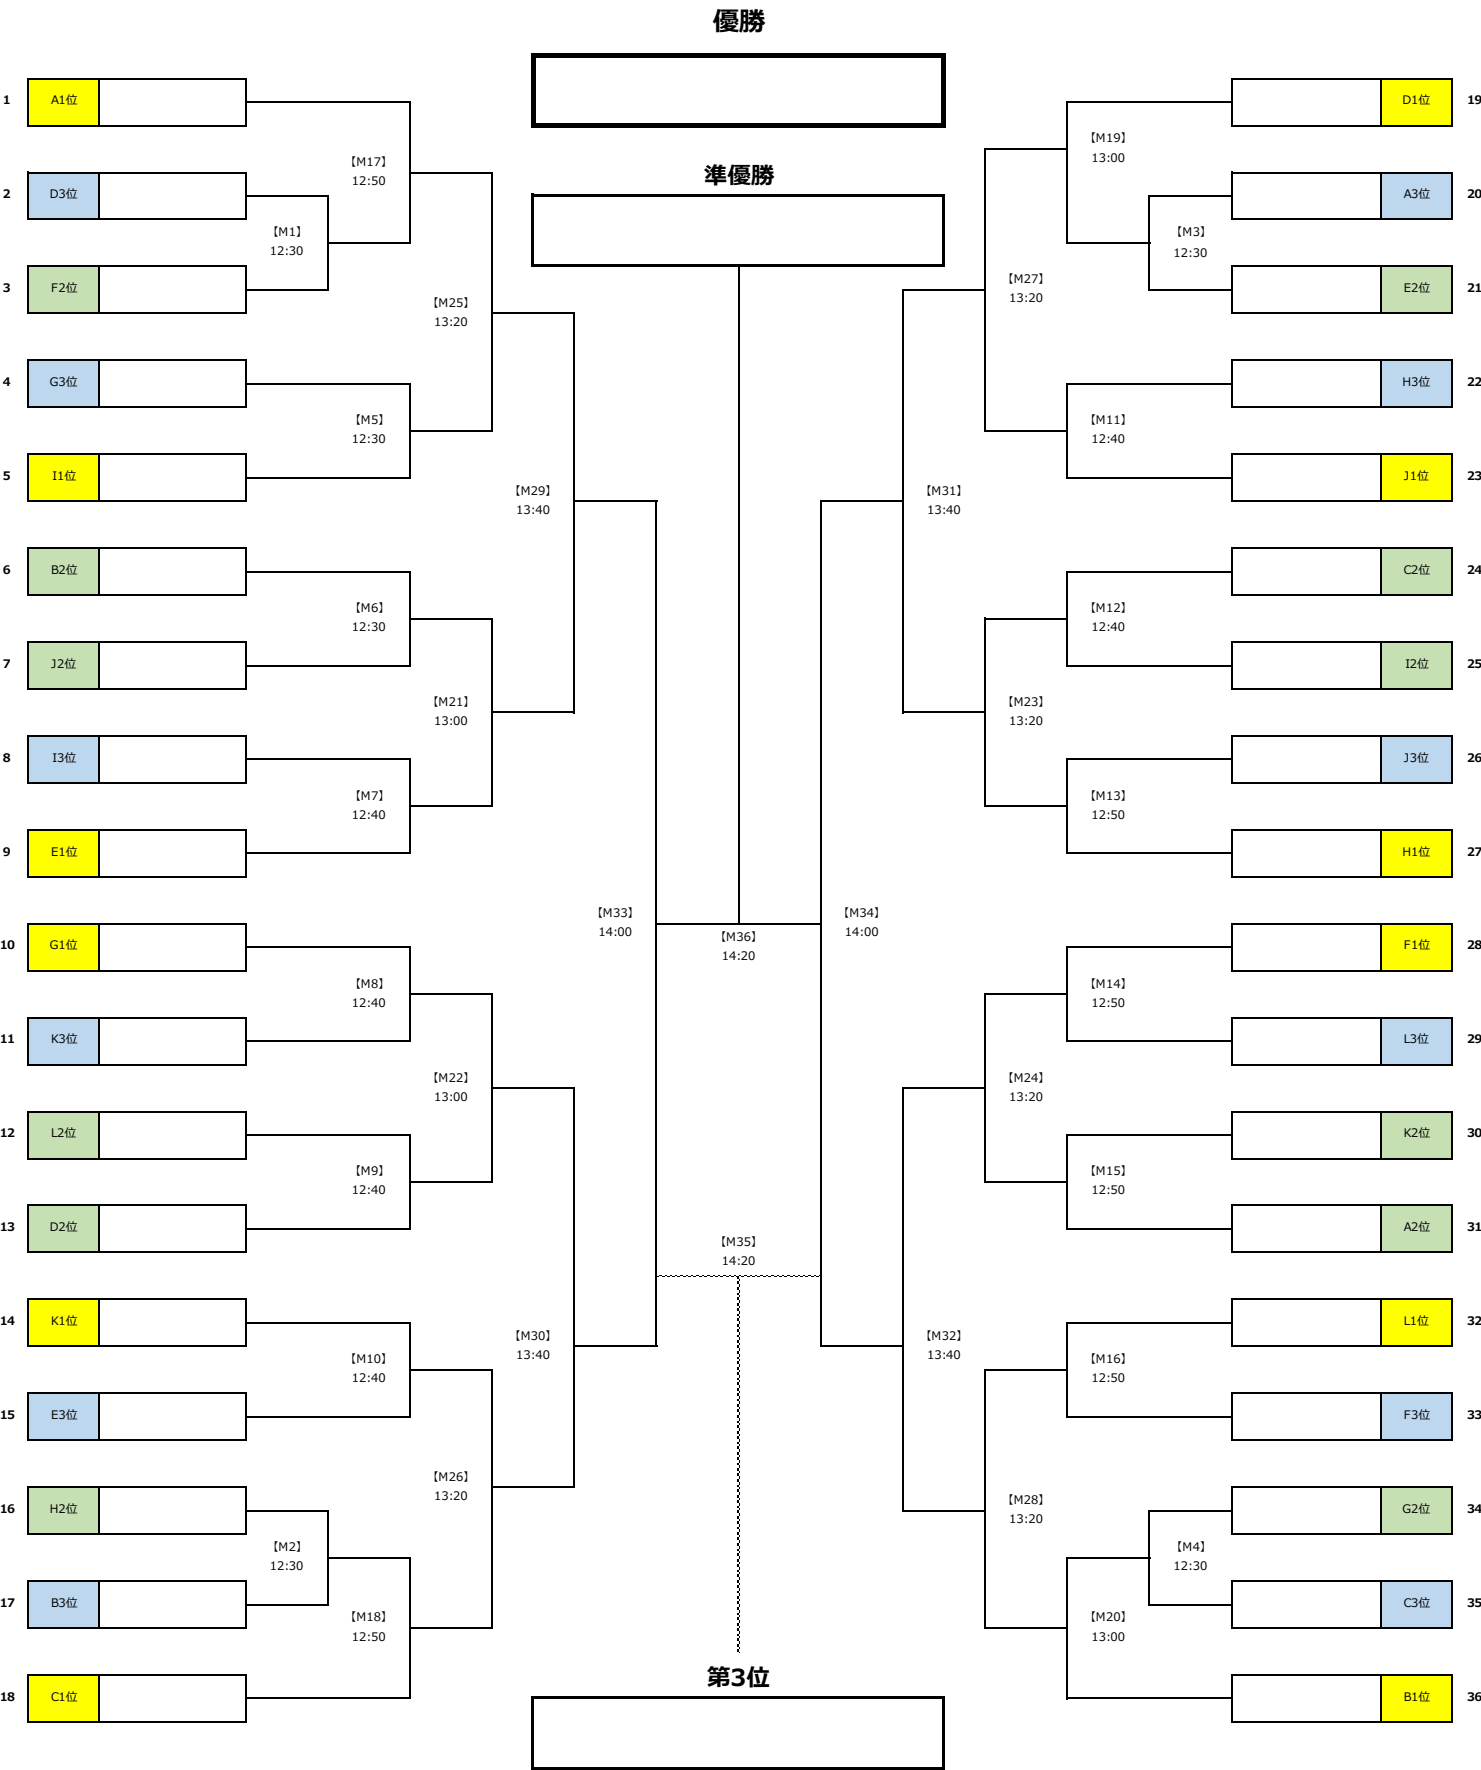 優勝
準優勝
1 A1位
2 D3位
3 F2位
4 G3位
5 I1位
6 B2位
7 J2位
8 I3位
9 E1位
10 G1位
11 K3位
12 L2位
13 D2位
14 K1位
15 E3位
16 H2位
17 B3位
18 C1位
【M1】
12:30
【M2】
12:30
【M17】
12:50
【M5】
12:30
【M6】
12:30
【M7】
12:40
【M8】
12:40
【M9】
12:40
【M10】
12:40
【M18】
12:50
【M25】
13:20
【M21】
13:00
【M22】
13:00
【M26】
13:20
【M29】
13:40
【M30】
13:40
【M33】
14:00
【M36】
14:20
【M35】
14:20
【M34】
14:00
【M31】
13:40
【M32】
13:40
【M27】
13:20
【M23】
13:20
【M24】
13:20
【M28】
13:20
【M19】
13:00
【M11】
12:40
【M12】
12:40
【M13】
12:50
【M14】
12:50
【M15】
12:50
【M16】
12:50
【M20】
13:00
【M3】
12:30
【M4】
12:30
D1位 19
A3位 20
E2位 21
H3位 22
J1位 23
C2位 24
I2位 25
J3位 26
H1位 27
F1位 28
L3位 29
K2位 30
A2位 31
L1位 32
F3位 33
G2位 34
C3位 35
B1位 36
第3位